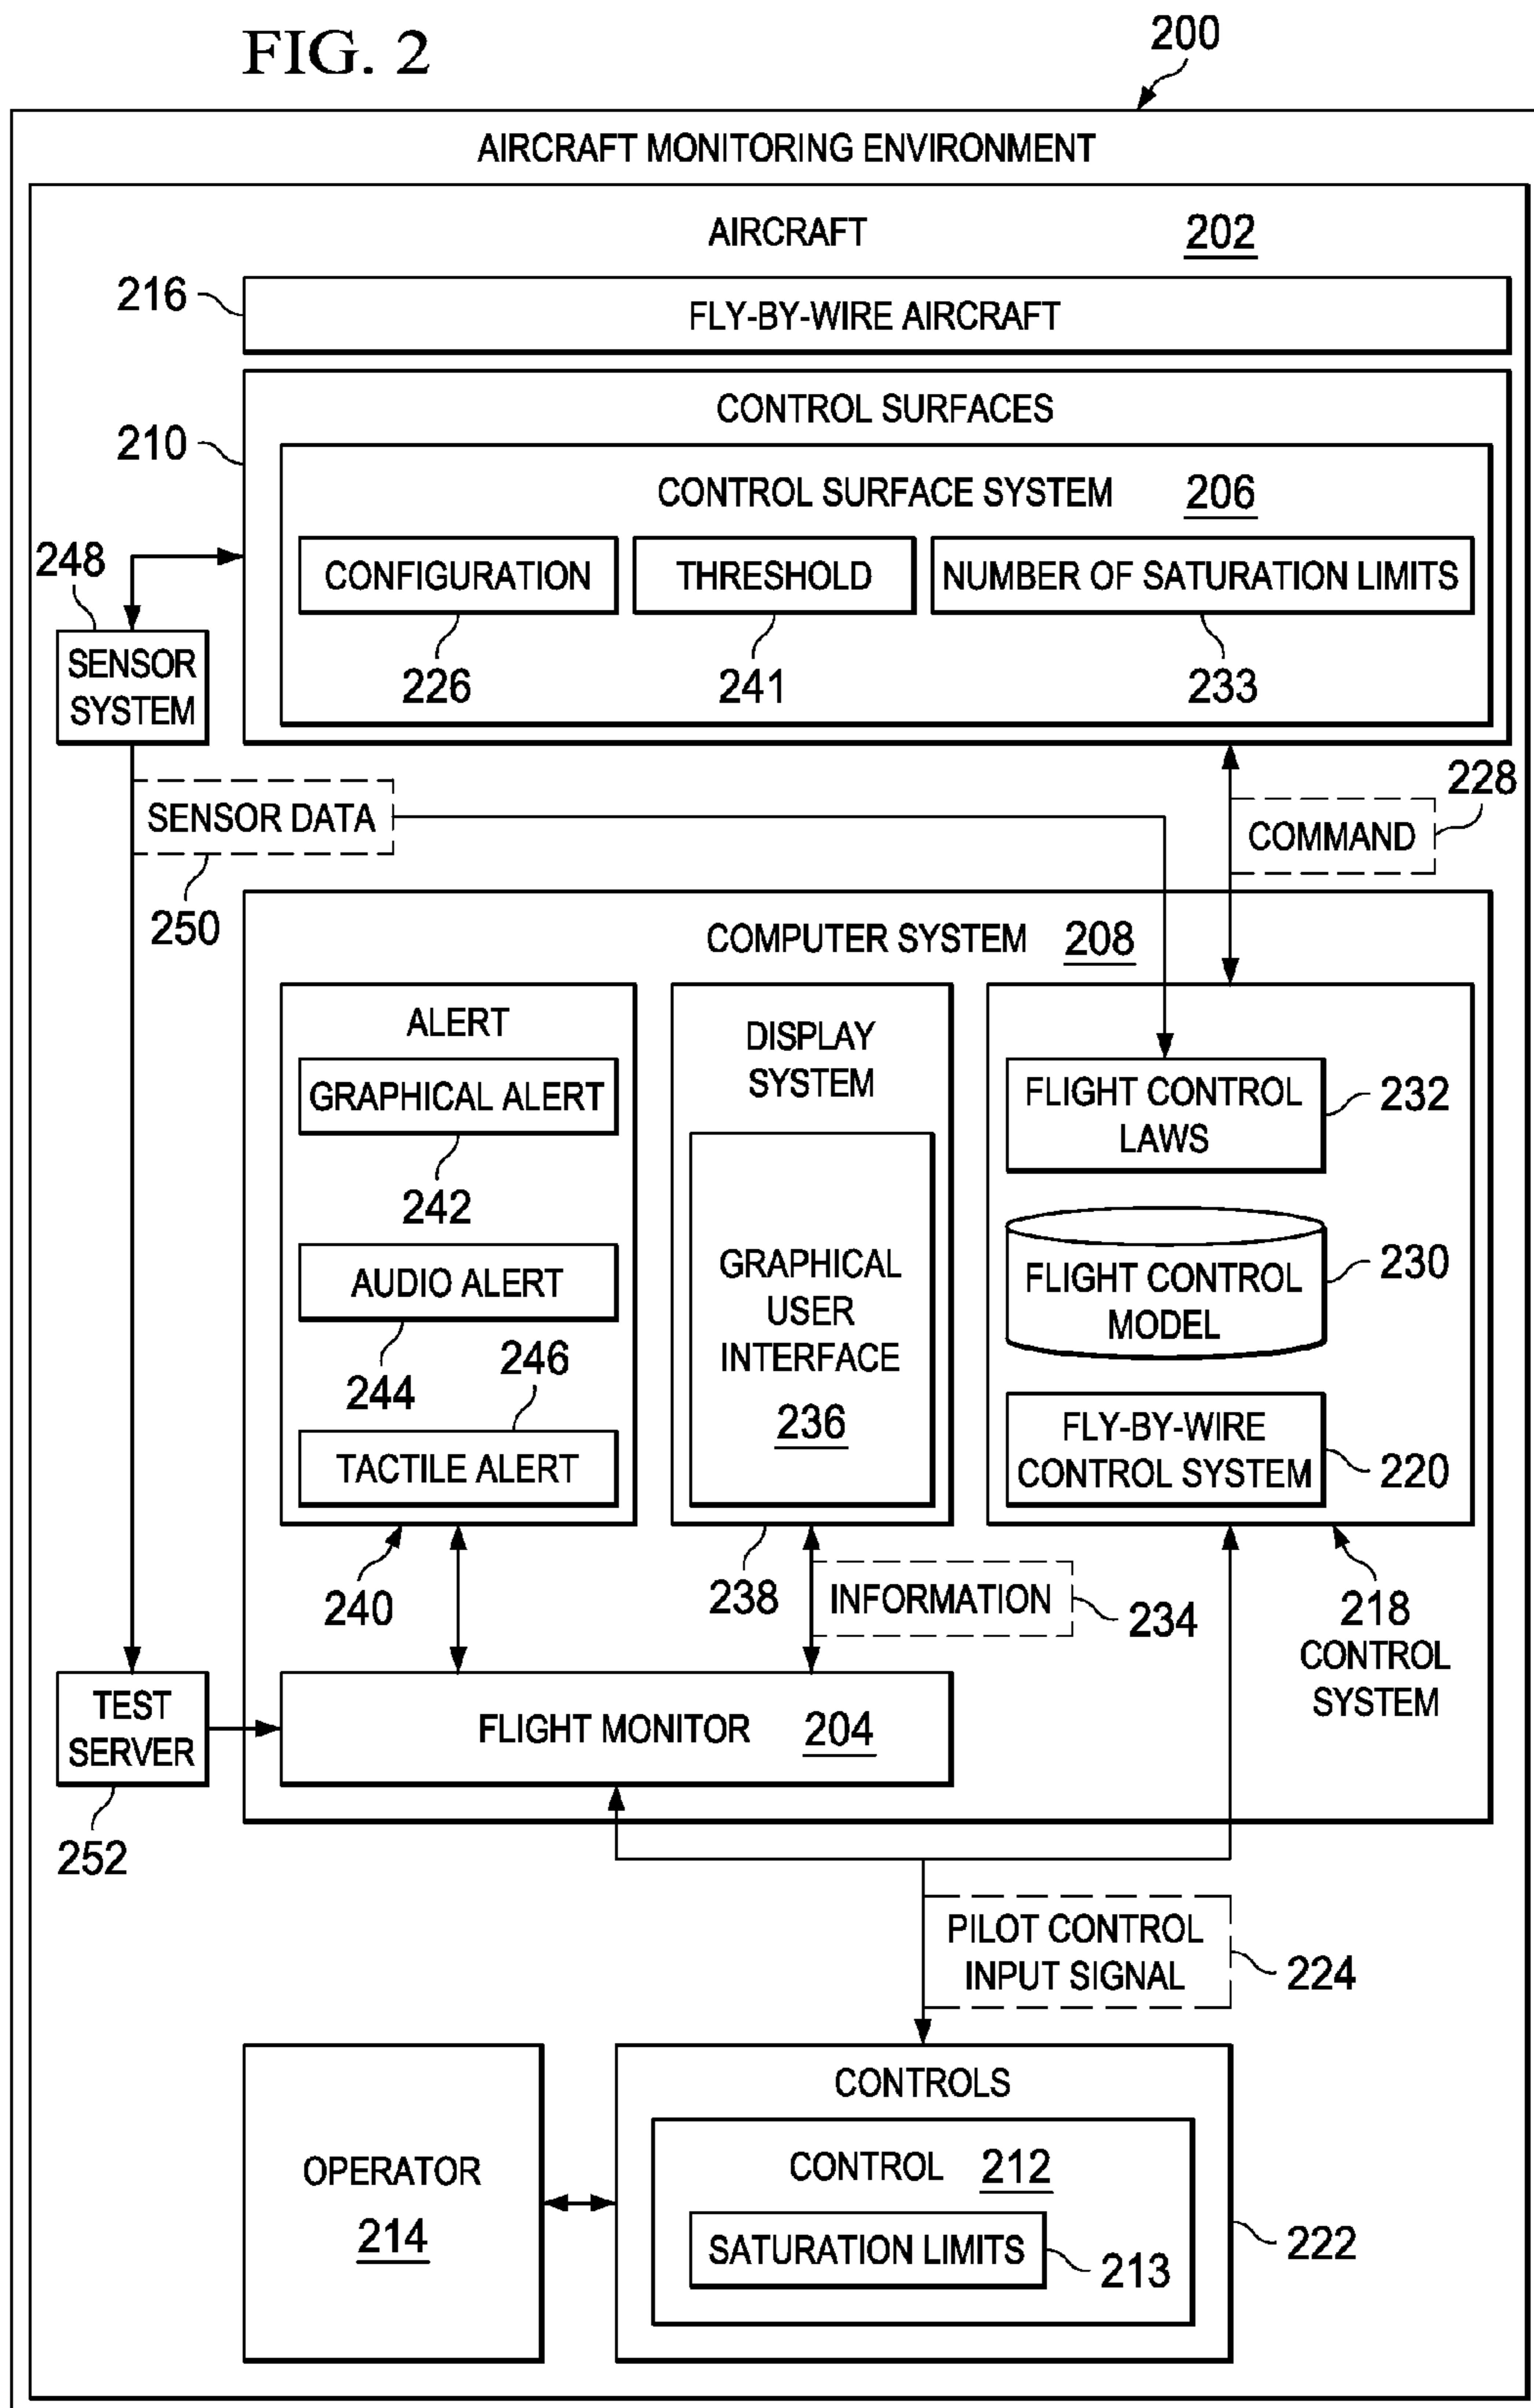 FIG. 2
200
AIRCRAFT MONITORING ENVIRONMENT
AIRCRAFT 202
216
FLY-BY-WIRE AIRCRAFT
CONTROL SURFACES
210
CONTROL SURFACE SYSTEM 206
CONFIGURATION
THRESHOLD
NUMBER OF SATURATION LIMITS
226
241
233
248
SENSOR
SYSTEM
SENSOR DATA
250
228
COMMAND
COMPUTER SYSTEM 208
ALERT
GRAPHICAL ALERT
242
AUDIO ALERT
244
246
TACTILE ALERT
240
DISPLAY
SYSTEM
GRAPHICAL
USER
INTERFACE
236
238
INFORMATION
234
FLIGHT CONTROL
LAWS
232
FLIGHT CONTROL
MODEL
230
FLY-BY-WIRE
CONTROL SYSTEM
220
218
CONTROL
SYSTEM
TEST
SERVER
252
FLIGHT MONITOR 204
PILOT CONTROL
INPUT SIGNAL
224
OPERATOR
214
CONTROLS
CONTROL 212
SATURATION LIMITS
213
222